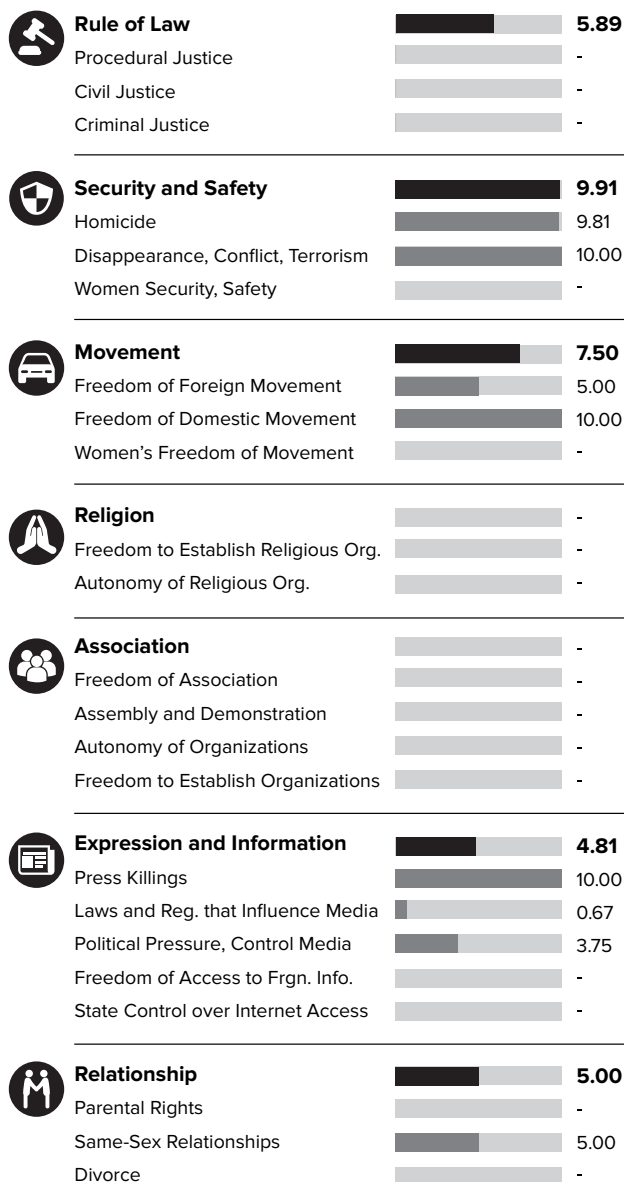 Rule of Law 5.89
Procedural Justice -
Civil Justice -
Criminal Justice -
Security and Safety 9.91
Homicide 9.81
Disappearance, Conflict, Terrorism 10.00
Women Security, Safety -
Movement 7.50
Freedom of Foreign Movement 5.00
Freedom of Domestic Movement 10.00
Women’s Freedom of Movement -
Religion -
Freedom to Establish Religious Org. -
Autonomy of Religious Org. -
Association -
Freedom of Association -
Assembly and Demonstration -
Autonomy of Organizations -
Freedom to Establish Organizations -
Expression and Information 4.81
Press Killings 10.00
Laws and Reg. that Influence Media 0.67
Political Pressure, Control Media 3.75
Freedom of Access to Frgn. Info. -
State Control over Internet Access -
Relationship 5.00
Parental Rights -
Same-Sex Relationships 5.00
Divorce -